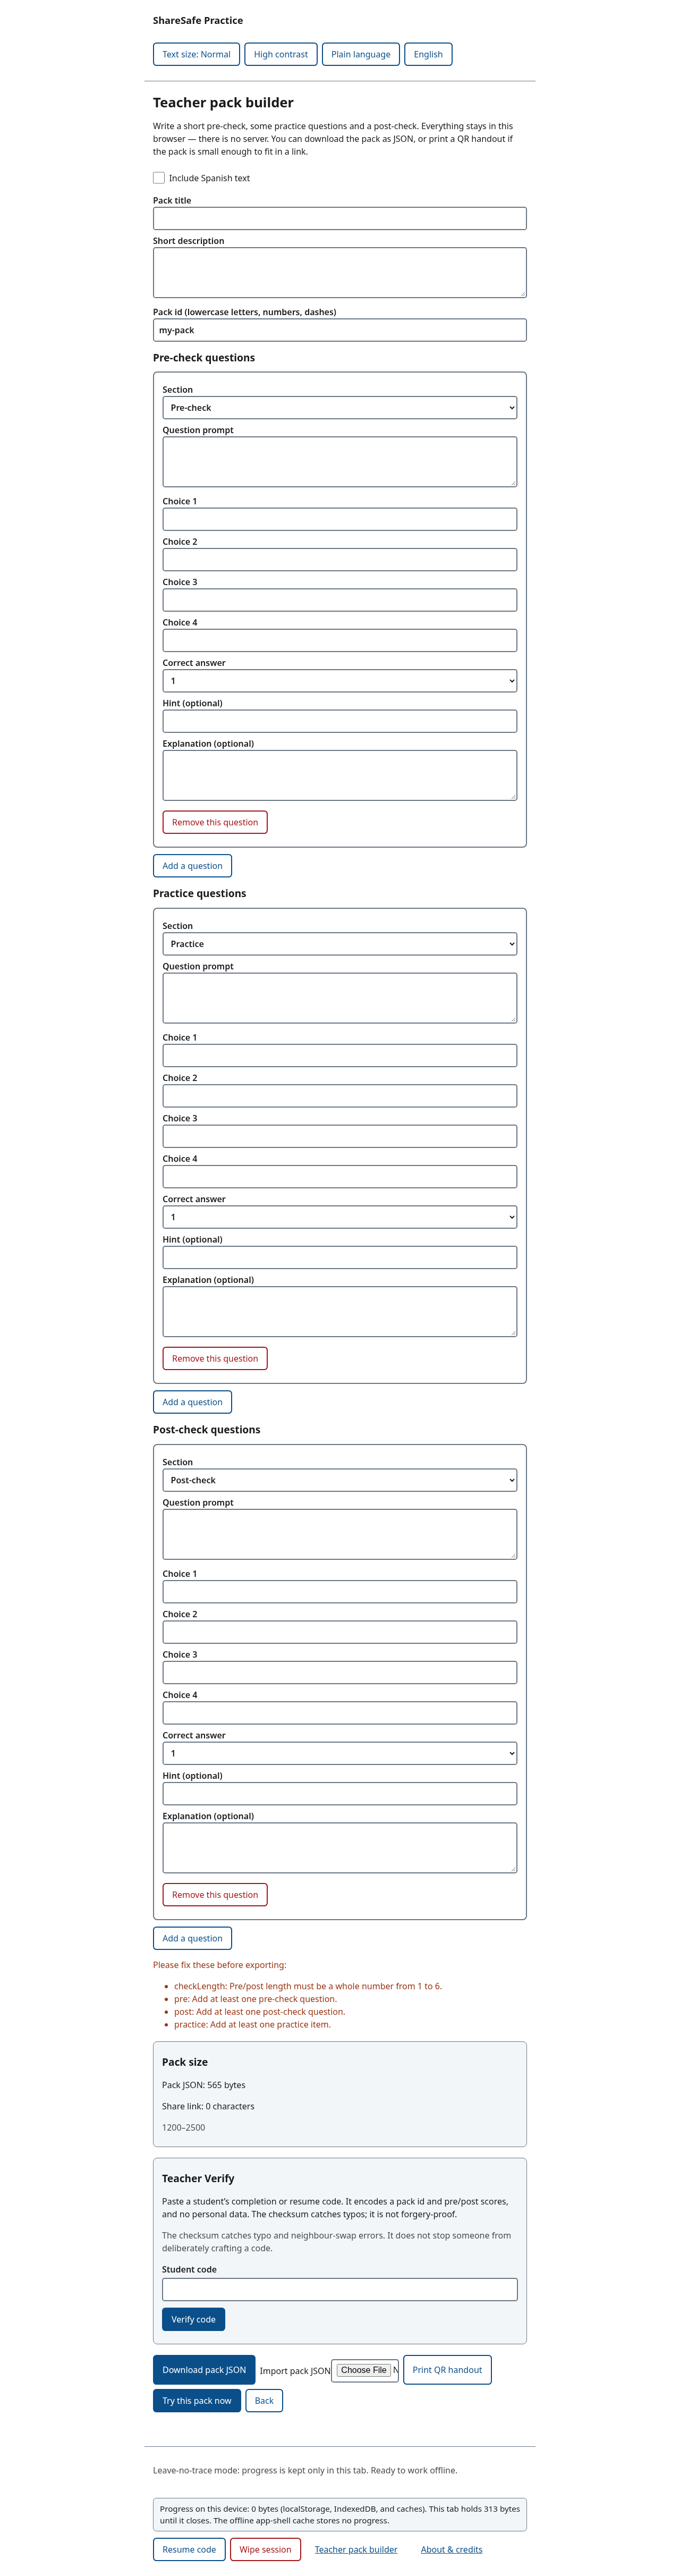 ShareSafe Practice
Text size: Normal
High contrast
Plain language
English
Teacher pack builder
Write a short pre-check, some practice questions and a post-check. Everything stays in this
browser — there is no server. You can download the pack as JSON, or print a QR handout if
the pack is small enough to fit in a link.
Include Spanish text
Pack title
Short description
Pack id (lowercase letters, numbers, dashes)
my-pack
Pre-check questions
Section
Pre-check
Question prompt
Choice 1
Choice 2
Choice 3
Choice 4
Correct answer
1
Hint (optional)
Explanation (optional)
Remove this question
Add a question
Practice questions
Section
Practice
Question prompt
Choice 1
Choice 2
Choice 3
Choice 4
Correct answer
1
Hint (optional)
Explanation (optional)
Remove this question
Add a question
Post-check questions
Section
Post-check
Question prompt
Choice 1
Choice 2
Choice 3
Choice 4
Correct answer
1
Hint (optional)
Explanation (optional)
Remove this question
Add a question
Please fix these before exporting:
• checkLength: Pre/post length must be a whole number from 1 to 6.
• pre: Add at least one pre-check question.
• post: Add at least one post-check question.
• practice: Add at least one practice item.
Pack size
Pack JSON: 565 bytes
Share link: 0 characters
1200–2500
Teacher Verify
Paste a student’s completion or resume code. It encodes a pack id and pre/post scores,
and no personal data. The checksum catches typos; it is not forgery-proof.
The checksum catches typo and neighbour-swap errors. It does not stop someone from
deliberately crafting a code.
Student code
Verify code
Download pack JSON
Import pack JSON
Choose File N
Print QR handout
Try this pack now
Back
Leave-no-trace mode: progress is kept only in this tab. Ready to work offline.
Progress on this device: 0 bytes (localStorage, IndexedDB, and caches). This tab holds 313 bytes
until it closes. The offline app-shell cache stores no progress.
Resume code
Wipe session
Teacher pack builder
About & credits